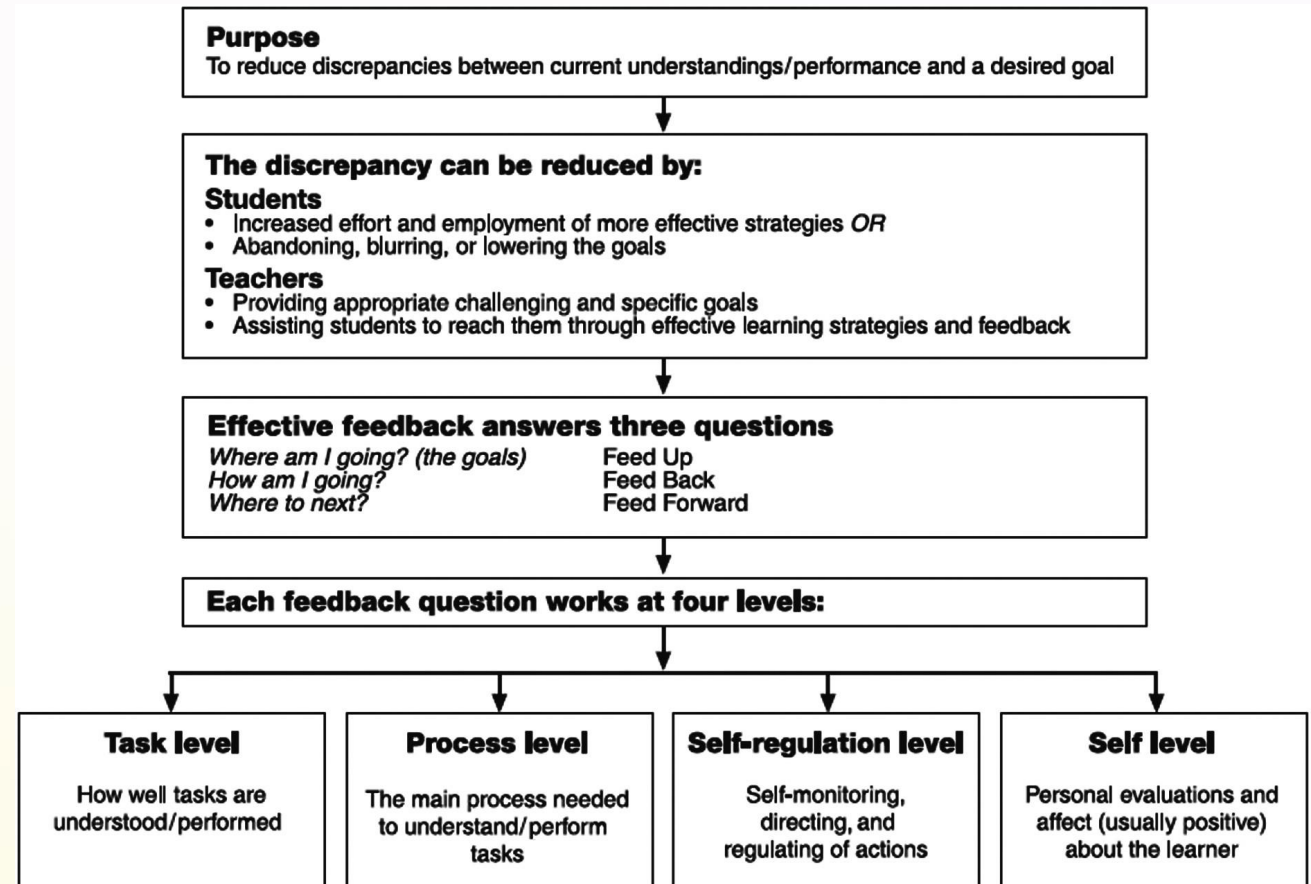 Purpose
To reduce discrepancies between current understandings/performance and a desired goal
The discrepancy can be reduced by:
Students
• Increased effort and employment of more effective strategies OR
• Abandoning, blurring, or lowering the goals
Teachers
• Providing appropriate challenging and specific goals
• Assisting students to reach them through effective learning strategies and feedback
Effective feedback answers three questions
Where am I going? (the goals) Feed Up
How am I going? Feed Back
Where to next? Feed Forward
Each feedback question works at four levels:
Task level
How well tasks are
understood/performed
Process level
The main process needed
to understand/perform
tasks
Self-regulation level
Self-monitoring,
directing, and
regulating of actions
Self level
Personal evaluations and
affect (usually positive)
about the learner